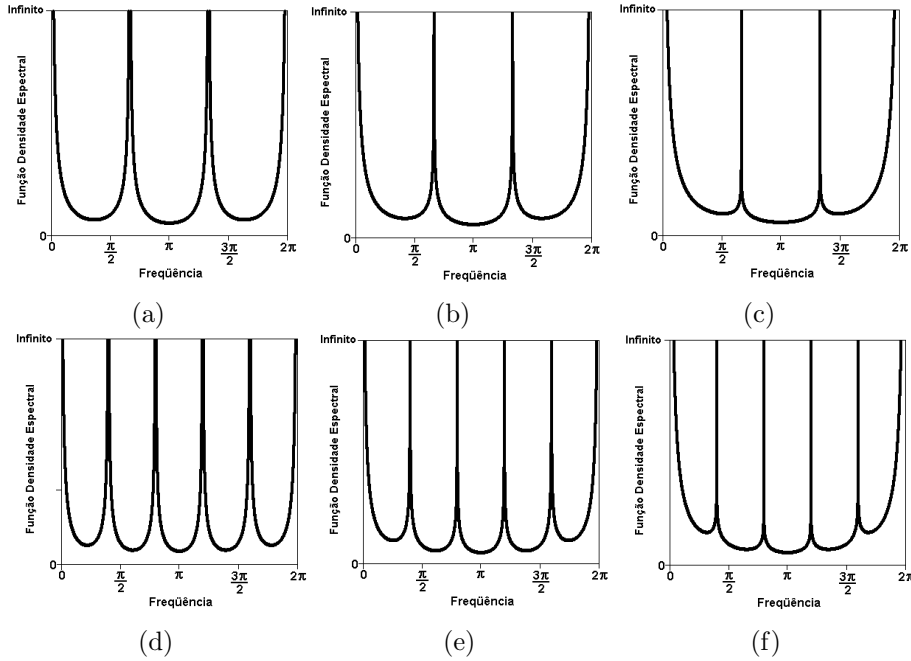 Infinito
Função Densidade Espectral
0
0 π/2 π 3π/2 2π
Freqüência
(a)
Infinito
Função Densidade Espectral
0
0 π/2 π 3π/2 2π
Freqüência
(b)
Infinito
Função Densidade Espectral
0
0 π/2 π 3π/2 2π
Freqüência
(c)
Infinito
Função Densidade Espectral
0
0 π/2 π 3π/2 2π
Freqüência
(d)
Infinito
Função Densidade Espectral
0
0 π/2 π 3π/2 2π
Freqüência
(e)
Infinito
Função Densidade Espectral
0
0 π/2 π 3π/2 2π
Freqüência
(f)